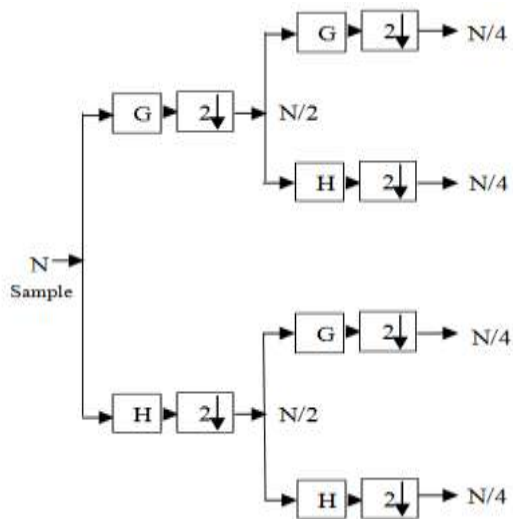 G 2↓ N/4
G 2↓ N/2
H 2↓ N/4
N
Sample
G 2↓ N/4
H 2↓ N/2
H 2↓ N/4